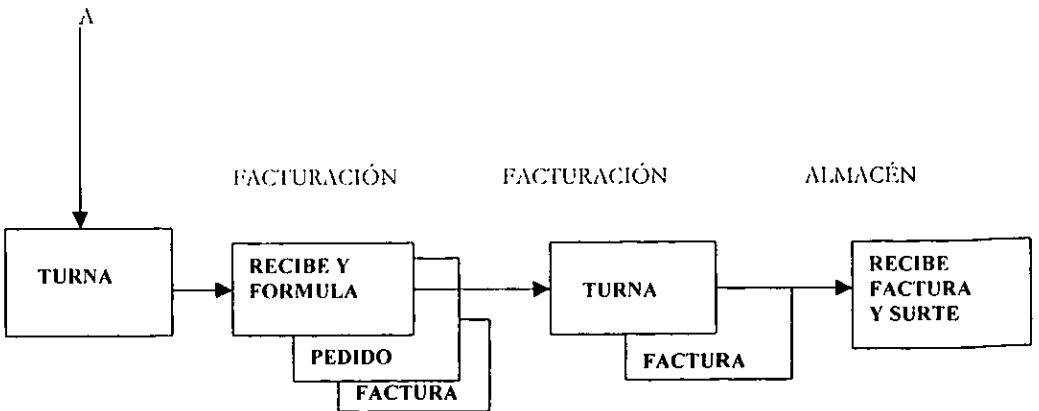 A
FACTURACIÓN
FACTURACIÓN
ALMACÉN
TURNA
RECIBE Y
FORMULA
PEDIDO
FACTURA
TURNA
FACTURA
RECIBE
FACTURA
Y SURTE